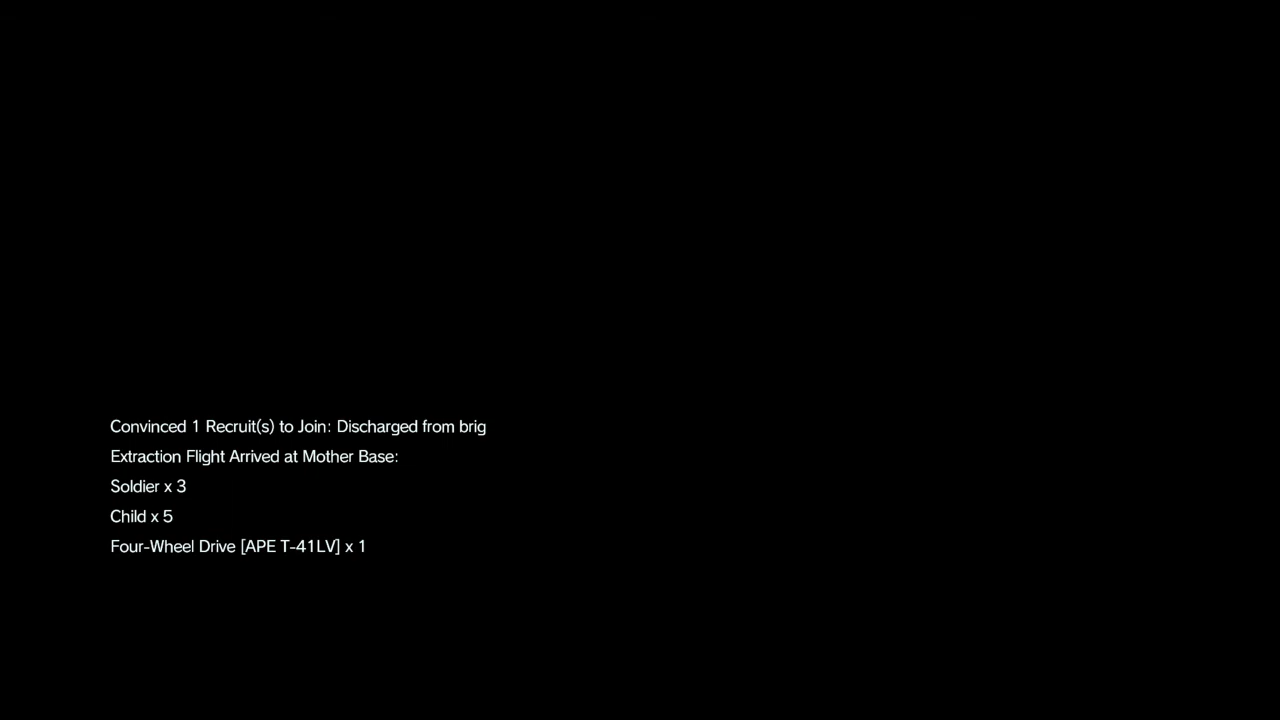 Convinced 1 Recruit(s) to Join: Discharged from brig
Extraction Flight Arrived at Mother Base:
Soldier x 3
Child x 5
Four-Wheel Drive [APE T-41LV] x 1